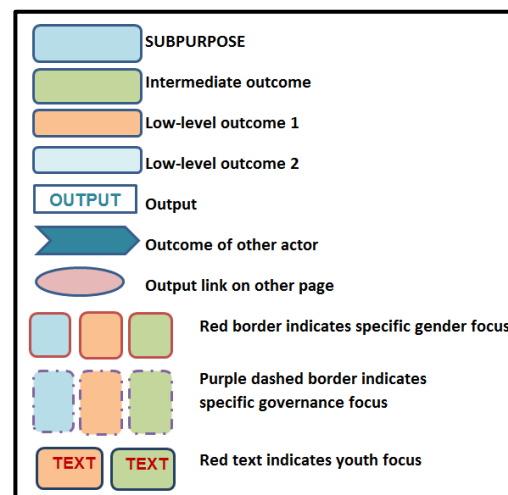 SUBPURPOSE
Intermediate outcome
Low-level outcome 1
Low-level outcome 2
OUTPUT Output
Outcome of other actor
Output link on other page
Red border indicates specific gender focus
Purple dashed border indicates
specific governance focus
TEXT TEXT Red text indicates youth focus